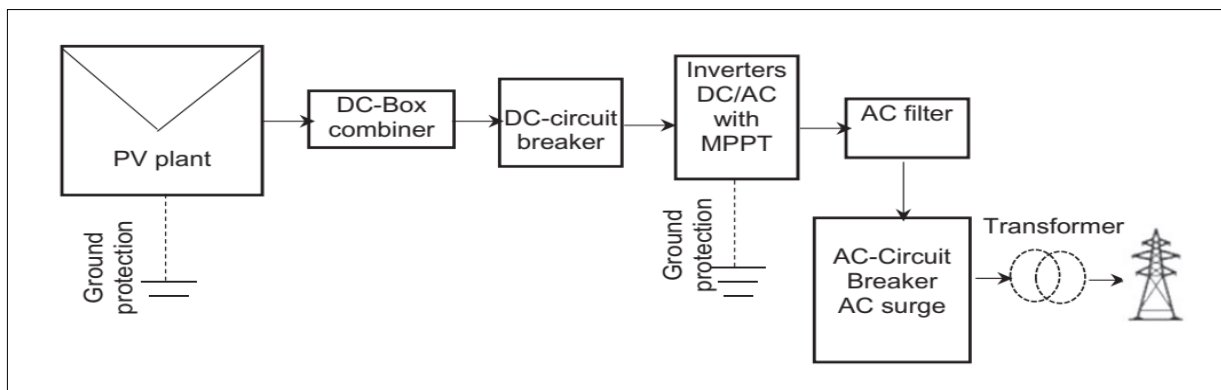 PV plant
DC-Box
combiner
DC-circuit
breaker
Inverters
DC/AC
with
MPPT
AC filter
Ground
protection
Ground
protection
AC-Circuit
Breaker
AC surge
Transformer